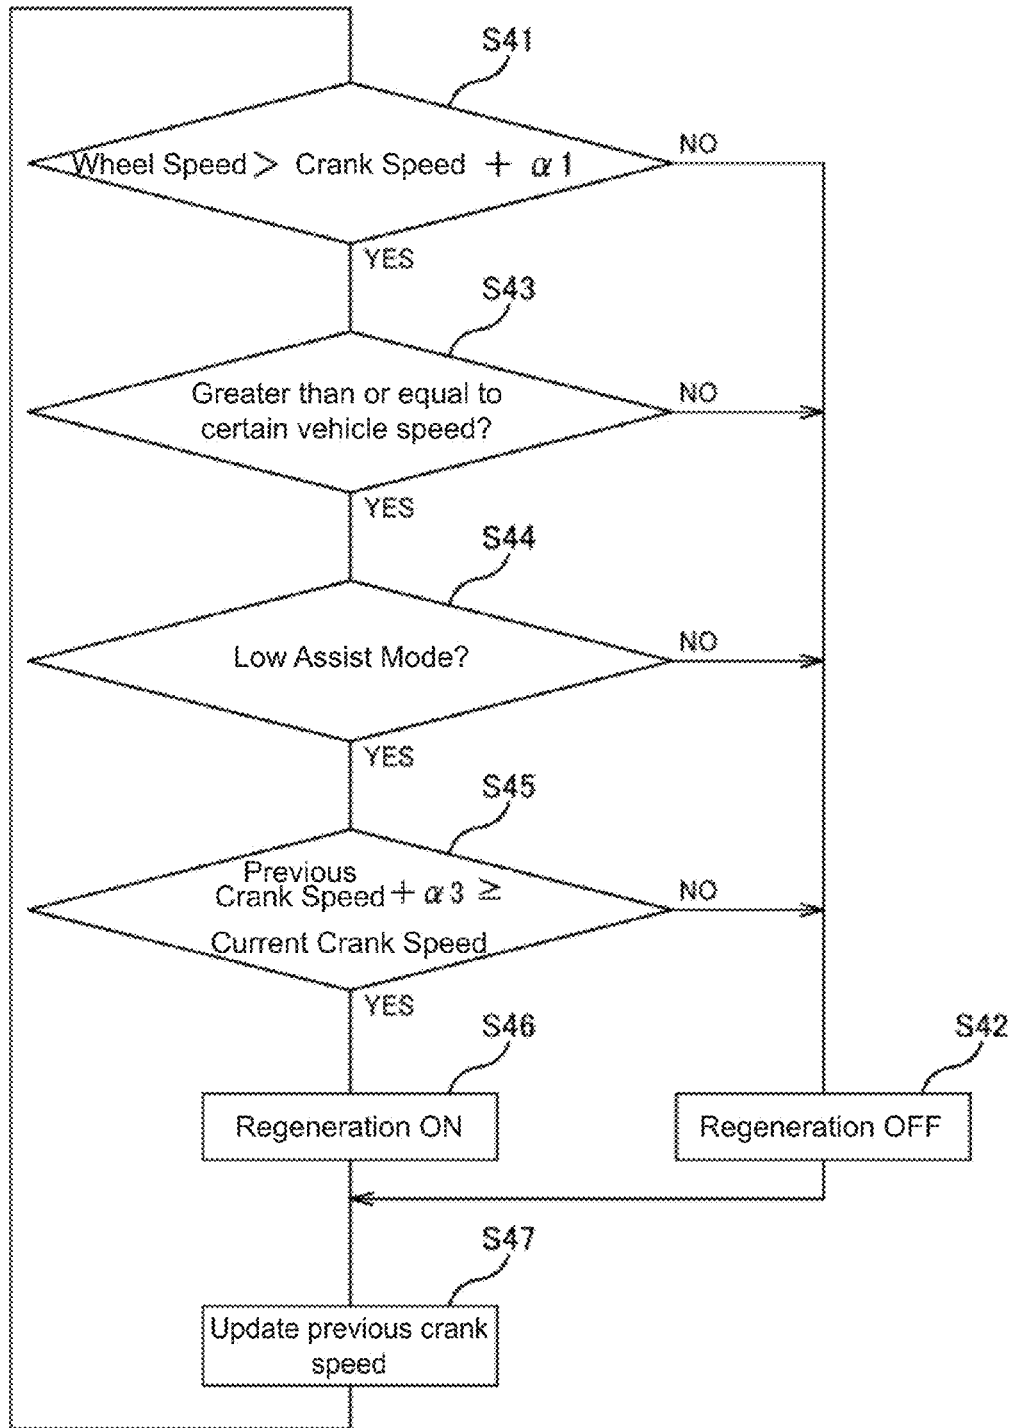 S41
Wheel Speed > Crank Speed + α1
NO
YES
S43
Greater than or equal to
certain vehicle speed?
NO
YES
S44
Low Assist Mode?
NO
YES
S45
Previous
Crank Speed + α3 ≥
Current Crank Speed
NO
YES
S46
Regeneration ON
S42
Regeneration OFF
S47
Update previous crank
speed